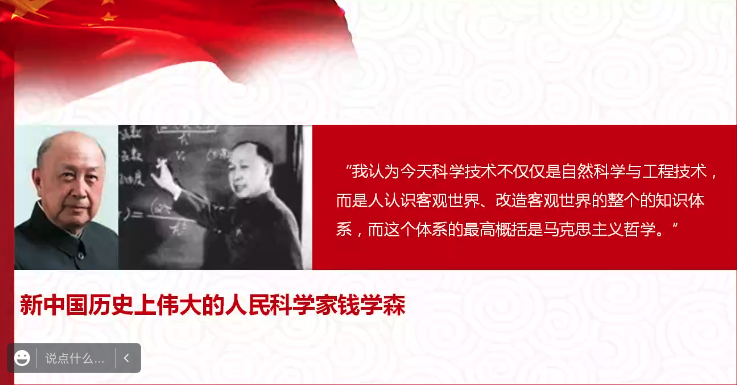 “我认为今天科学技术不仅仅是自然科学与工程技术，
而是人认识客观世界、改造客观世界的整个的知识体
系，而这个体系的最高概括是马克思主义哲学。”
新中国历史上伟大的人民科学家钱学森
说点什么...